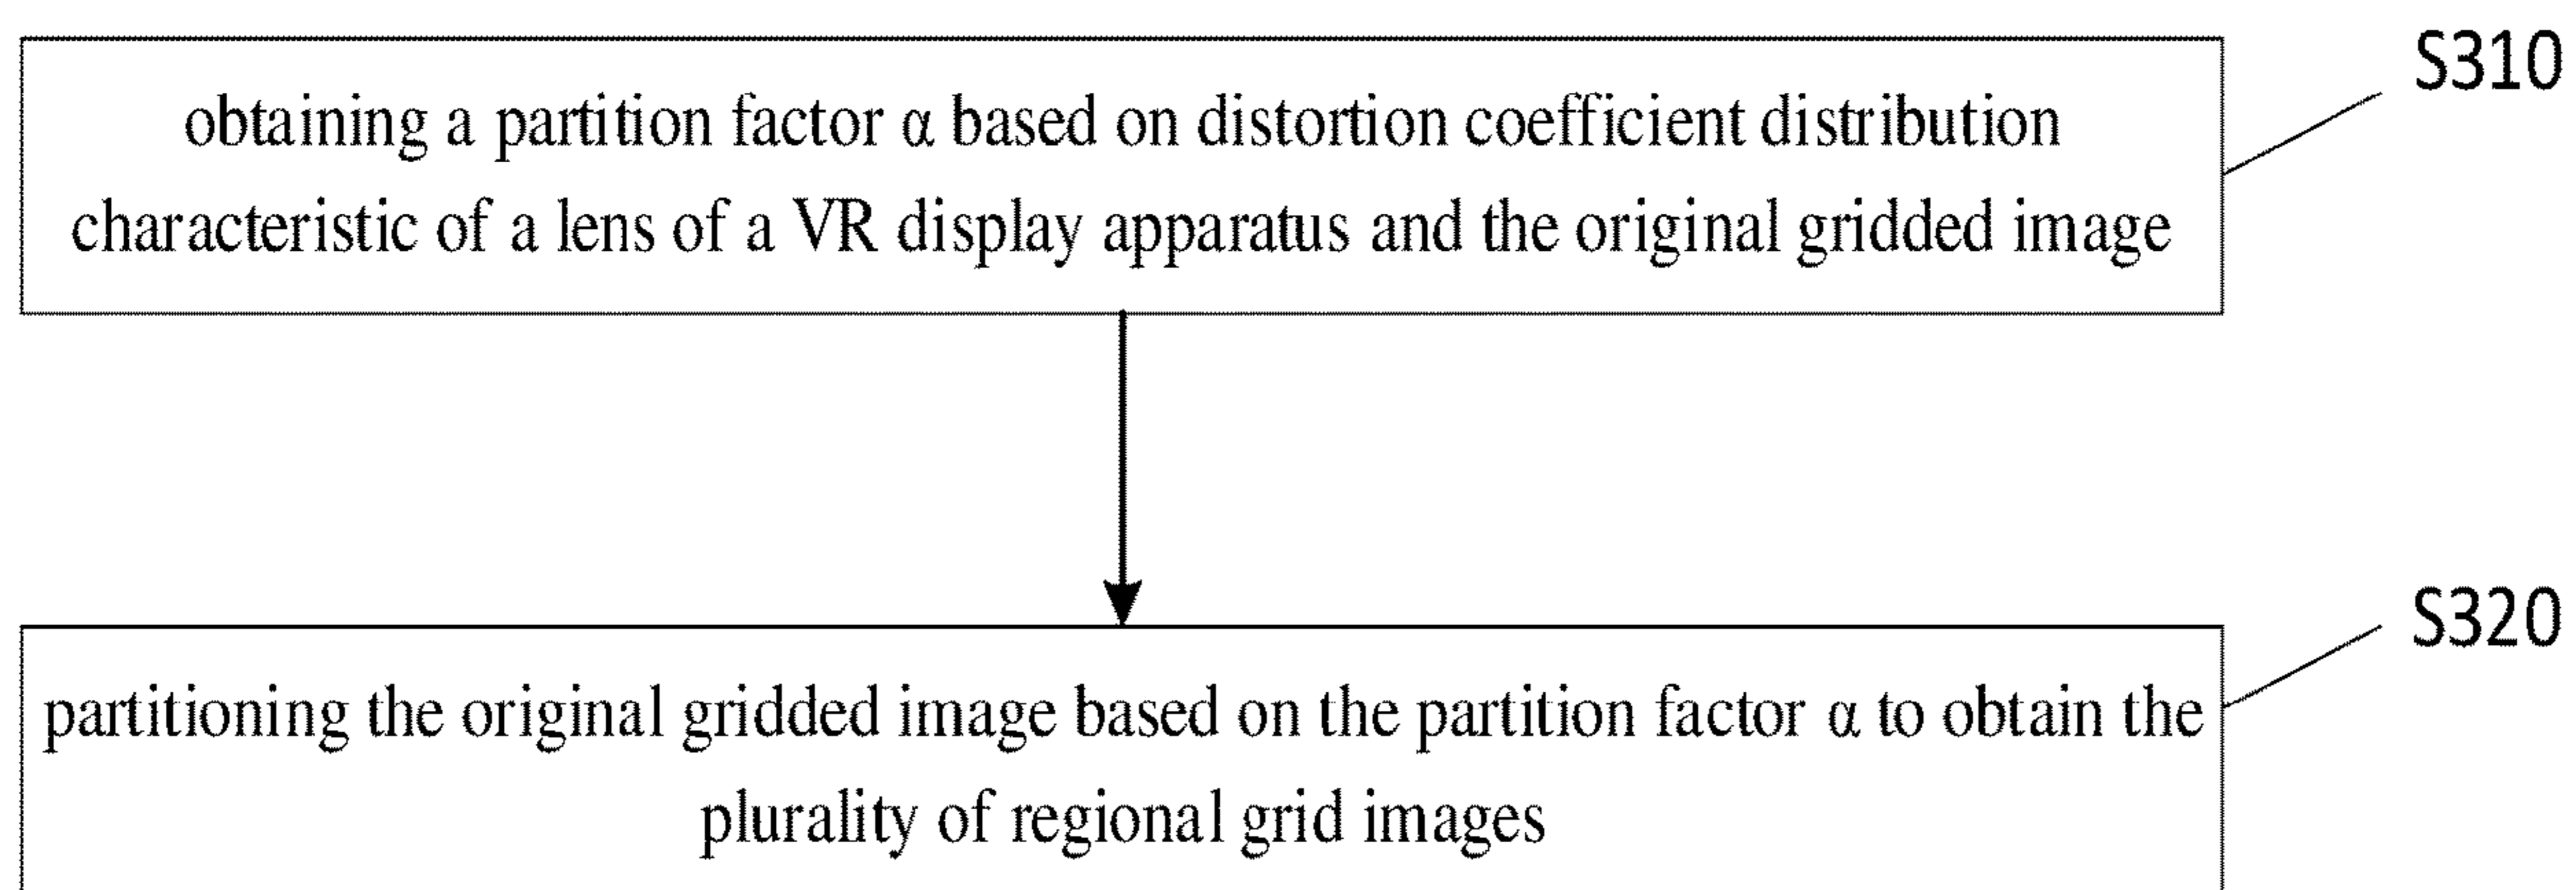 S310
obtaining a partition factor α based on distortion coefficient distribution
characteristic of a lens of a VR display apparatus and the original gridded image
S320
partitioning the original gridded image based on the partition factor α to obtain the
plurality of regional grid images